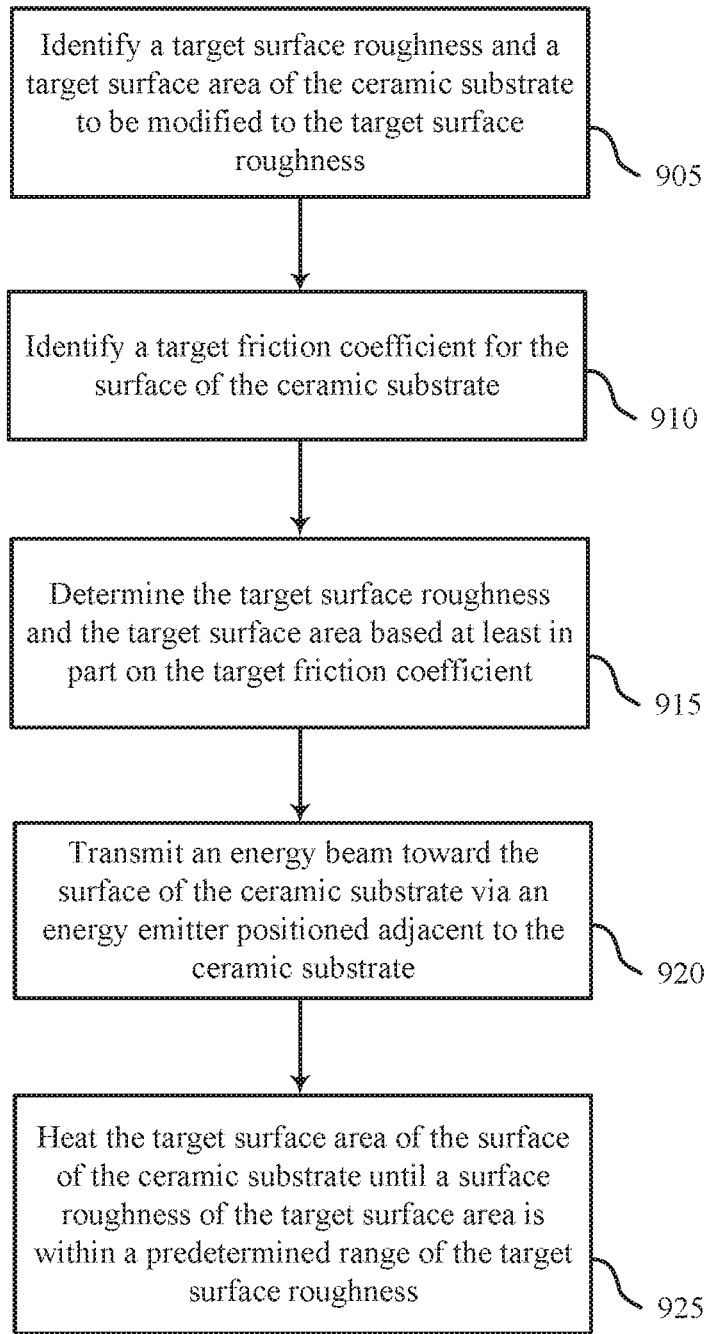 Identify a target surface roughness and a
target surface area of the ceramic substrate
to be modified to the target surface
roughness
905
Identify a target friction coefficient for the
surface of the ceramic substrate
910
Determine the target surface roughness
and the target surface area based at least in
part on the target friction coefficient
915
Transmit an energy beam toward the
surface of the ceramic substrate via an
energy emitter positioned adjacent to the
ceramic substrate
920
Heat the target surface area of the surface
of the ceramic substrate until a surface
roughness of the target surface area is
within a predetermined range of the target
surface roughness
925